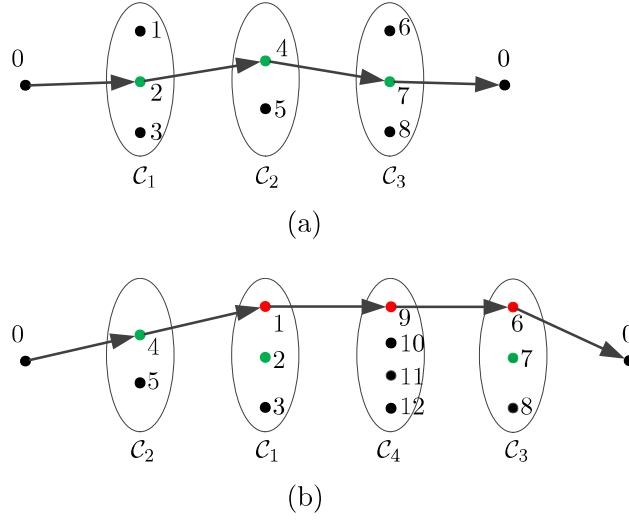 0 1 4 6 0
2 5 7
3 8
𝒞₁ 𝒞₂ 𝒞₃
(a)
0 4 1 9 6 0
5 2 10 7
3 11 8
12
𝒞₂ 𝒞₁ 𝒞₄ 𝒞₃
(b)